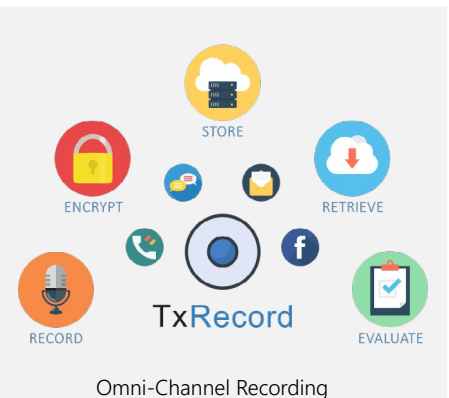 STORE
ENCRYPT
RETRIEVE
TxRecord
RECORD
EVALUATE
Omni-Channel Recording